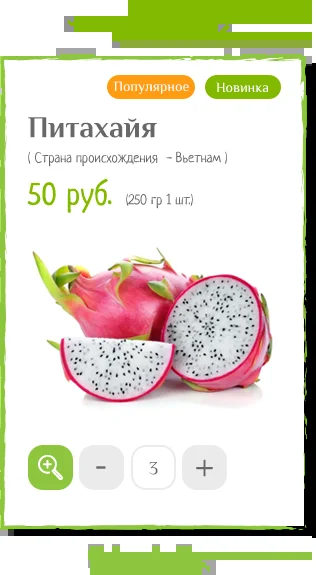 Популярное Новинка
Питахайя
( Страна происхождения - Вьетнам )
50 руб. (250 гр 1 шт.)
- 3 +